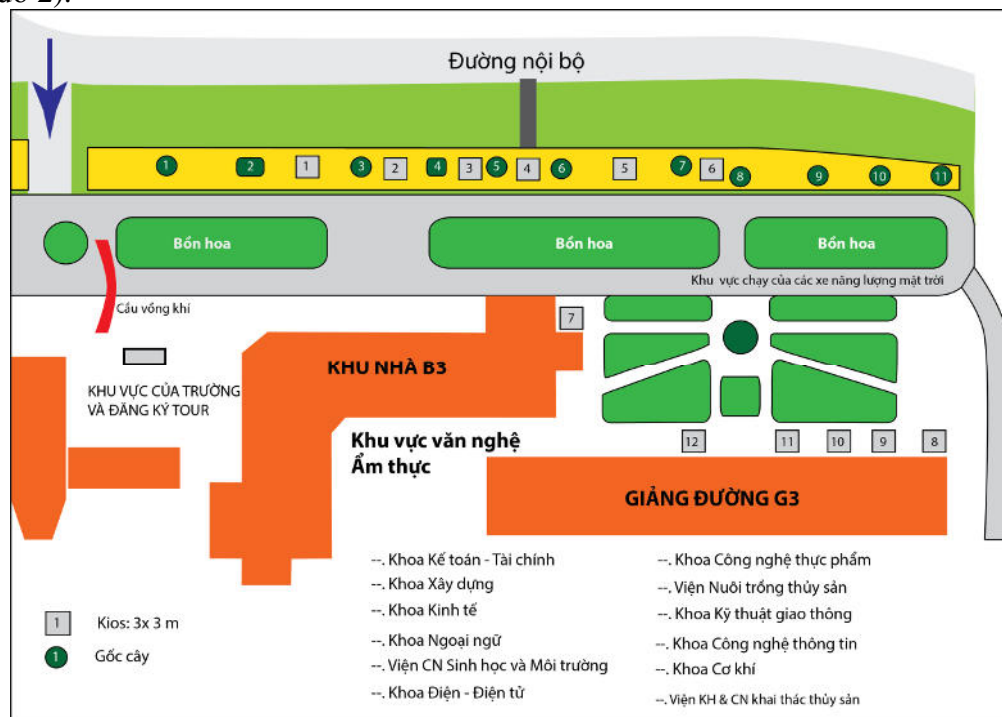 Đường nội bộ
1 2 1 3 2 4 3 5 4 6 5 7 6 8 9 10 11
Bồn hoa Bồn hoa Bồn hoa
Khu vực chạy của các xe năng lượng mặt trời
Cầu vồng khí
7
KHU NHÀ B3
KHU VỰC CỦA TRƯỜNG
VÀ ĐĂNG KÝ TOUR
Khu vực văn nghệ
Ẩm thực
12 11 10 9 8
GIẢNG ĐƯỜNG G3
--. Khoa Kế toán - Tài chính
--. Khoa Xây dựng
--. Khoa Kinh tế
--. Khoa Ngoại ngữ
--. Viện CN Sinh học và Môi trường
--. Khoa Điện - Điện tử
--. Khoa Công nghệ thực phẩm
--. Viện Nuôi trồng thủy sản
--. Khoa Kỹ thuật giao thông
--. Khoa Công nghệ thông tin
--. Khoa Cơ khí
--. Viện KH & CN khai thác thủy sản
1 Kios: 3x 3 m
1 Gốc cây